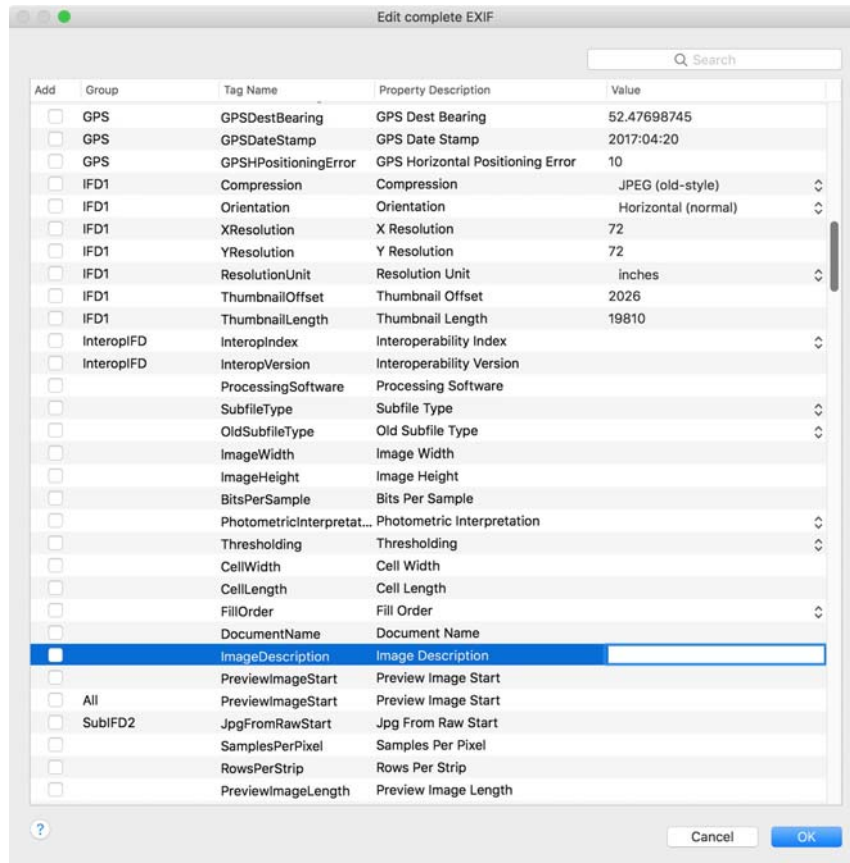 Edit complete EXIF
Search
Add Group Tag Name Property Description Value
GPS GPSDestBearing GPS Dest Bearing 52.47698745
GPS GPSDateStamp GPS Date Stamp 2017:04:20
GPS GPSHPositioningError GPS Horizontal Positioning Error 10
IFD1 Compression Compression JPEG (old-style)
IFD1 Orientation Orientation Horizontal (normal)
IFD1 XResolution X Resolution 72
IFD1 YResolution Y Resolution 72
IFD1 ResolutionUnit Resolution Unit inches
IFD1 ThumbnailOffset Thumbnail Offset 2026
IFD1 ThumbnailLength Thumbnail Length 19810
InteropIFD InteropIndex Interoperability Index
InteropIFD InteropVersion Interoperability Version
ProcessingSoftware Processing Software
SubfileType Subfile Type
OldSubfileType Old Subfile Type
ImageWidth Image Width
ImageHeight Image Height
BitsPerSample Bits Per Sample
PhotometricInterpretat... Photometric Interpretation
Thresholding Thresholding
CellWidth Cell Width
CellLength Cell Length
FillOrder Fill Order
DocumentName Document Name
ImageDescription Image Description
PreviewImageStart Preview Image Start
All PreviewImageStart Preview Image Start
SubIFD2 JpgFromRawStart Jpg From Raw Start
SamplesPerPixel Samples Per Pixel
RowsPerStrip Rows Per Strip
PreviewImageLength Preview Image Length
? Cancel OK